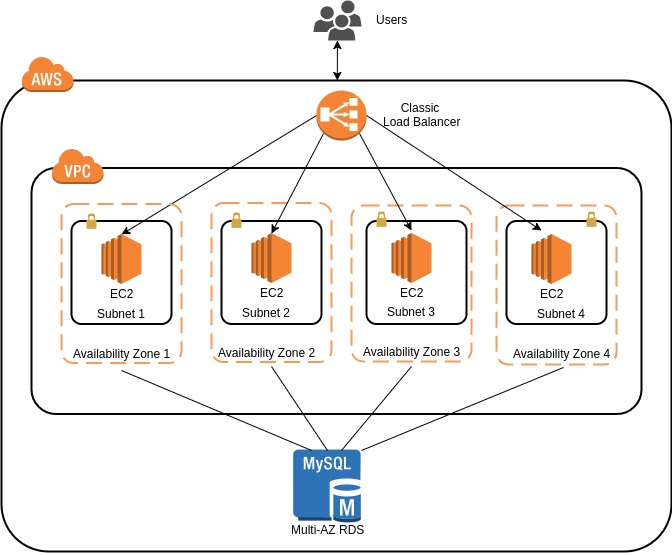 Users
AWS
Classic
Load Balancer
VPC
EC2
Subnet 1
Availability Zone 1
EC2
Subnet 2
Availability Zone 2
EC2
Subnet 3
Availability Zone 3
EC2
Subnet 4
Availability Zone 4
MySQL
M
Multi-AZ RDS